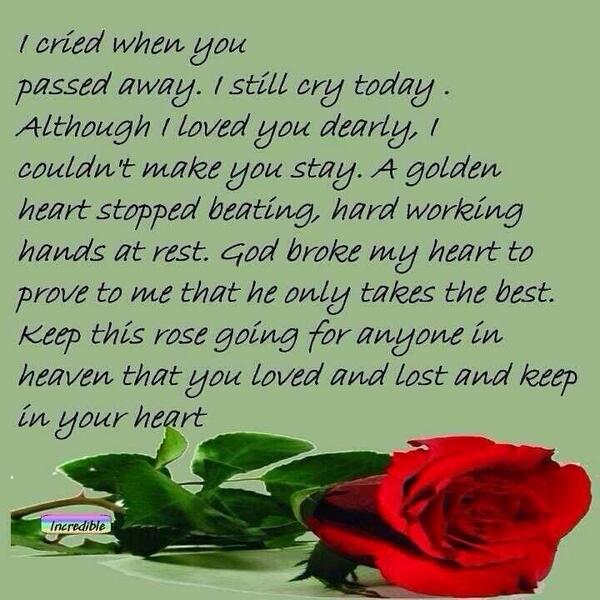 I cried when you
passed away. I still cry today .
Although I loved you dearly, I
couldn't make you stay. A golden
heart stopped beating, hard working
hands at rest. God broke my heart to
prove to me that he only takes the best.
Keep this rose going for anyone in
heaven that you loved and lost and keep
in your heart
Incredible